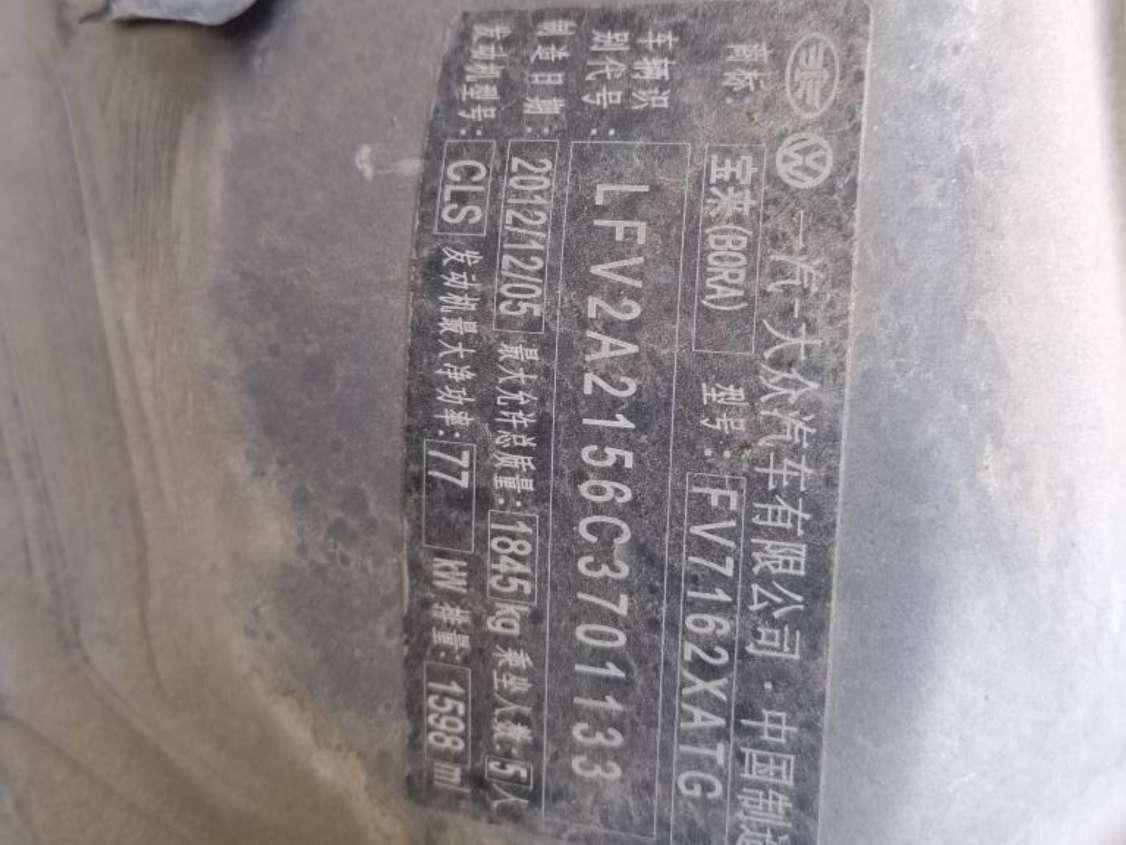 一汽-大众汽车有限公司·中国制造
商标: 宝来(BORA) 型号: FV7162XATG
车辆识别代号: LFV2A2156C3701133
制造日期: 2012/12/05 最大允许总质量: 1845 kg 乘坐人数: 5 人
发动机型号: CLS 发动机最大净功率: 77 kW 排量: 1598 ml